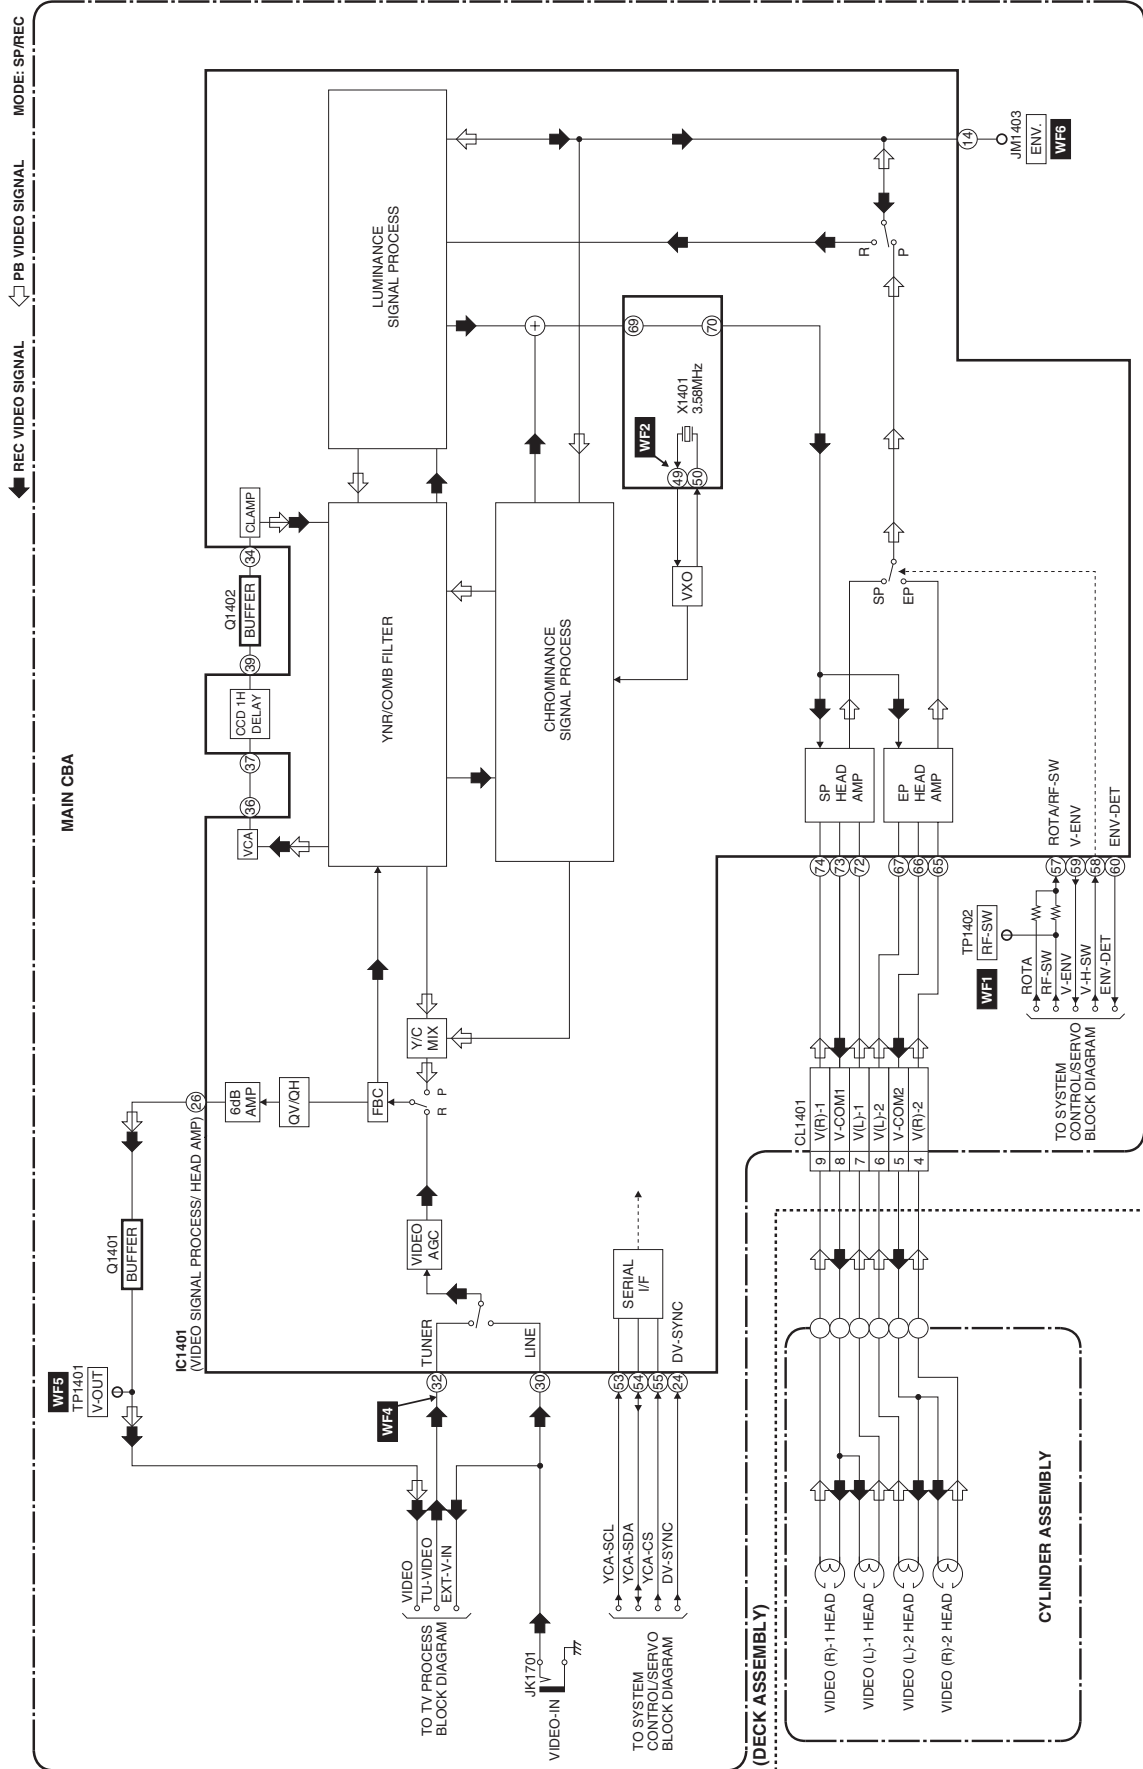 REC VIDEO SIGNAL
PB VIDEO SIGNAL
MODE: SP/REC
MAIN CBA
IC1401
(VIDEO SIGNAL PROCESS/ HEAD AMP)
26
WF5
TP1401
V-OUT
Q1401
BUFFER
6dB
AMP
QV/QH
FBC
VCA
36
37
CCD 1H
DELAY
39
Q1402
BUFFER
34
CLAMP
YNR/COMB FILTER
LUMINANCE
SIGNAL PROCESS
CHROMINANCE
SIGNAL PROCESS
Y/C
MIX
R
P
VIDEO
AGC
TUNER
LINE
32
30
WF4
VIDEO
TU-VIDEO
EXT-V-IN
TO TV PROCESS
BLOCK DIAGRAM
JK1701
V
VIDEO-IN
+
69
70
WF2
49
50
X1401
3.58MHz
VXO
R
P
14
JM1403
ENV.
WF6
SERIAL
I/F
53
54
55
24
DV-SYNC
YCA-SCL
YCA-SDA
YCA-CS
DV-SYNC
TO SYSTEM
CONTROL/SERVO
BLOCK DIAGRAM
SP
EP
SP
HEAD
AMP
EP
HEAD
AMP
74
73
72
67
66
65
57
59
58
60
ROTA/RF-SW
V-ENV
ENV-DET
TP1402
RF-SW
WF1
ROTA
RF-SW
V-ENV
V-H-SW
ENV-DET
TO SYSTEM
CONTROL/SERVO
BLOCK DIAGRAM
CL1401
9 V(R)-1
8 V-COM1
7 V(L)-1
6 V(L)-2
5 V-COM2
4 V(R)-2
(DECK ASSEMBLY)
CYLINDER ASSEMBLY
VIDEO (R)-1 HEAD
VIDEO (L)-1 HEAD
VIDEO (L)-2 HEAD
VIDEO (R)-2 HEAD